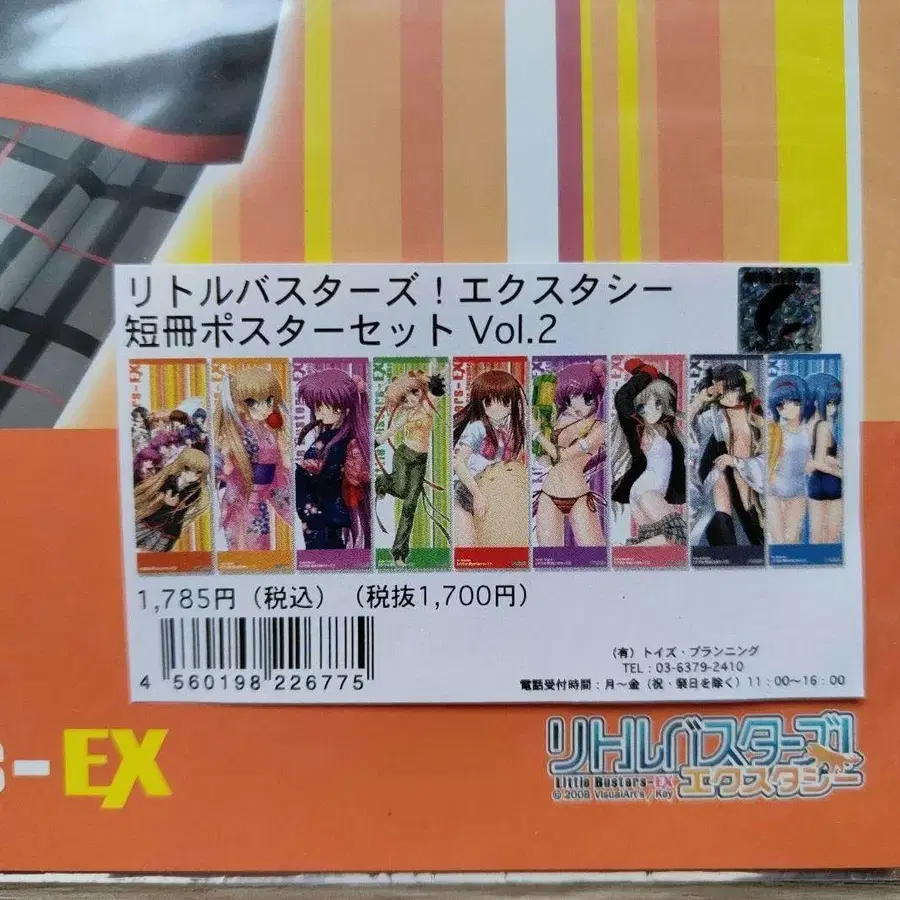 リトルバスターズ！エクスタシー
短冊ポスターセット Vol.2
1,785円（税込）（税抜1,700円）
4 560198 226775
（有）トイズ・プランニング
TEL：03-6379-2410
電話受付時間：月～金（祝・祭日を除く）11：00～16：00
s-EX
リトルバスターズ!
Little Busters-EX エクスタシー
© 2008 VisualArt's / Key